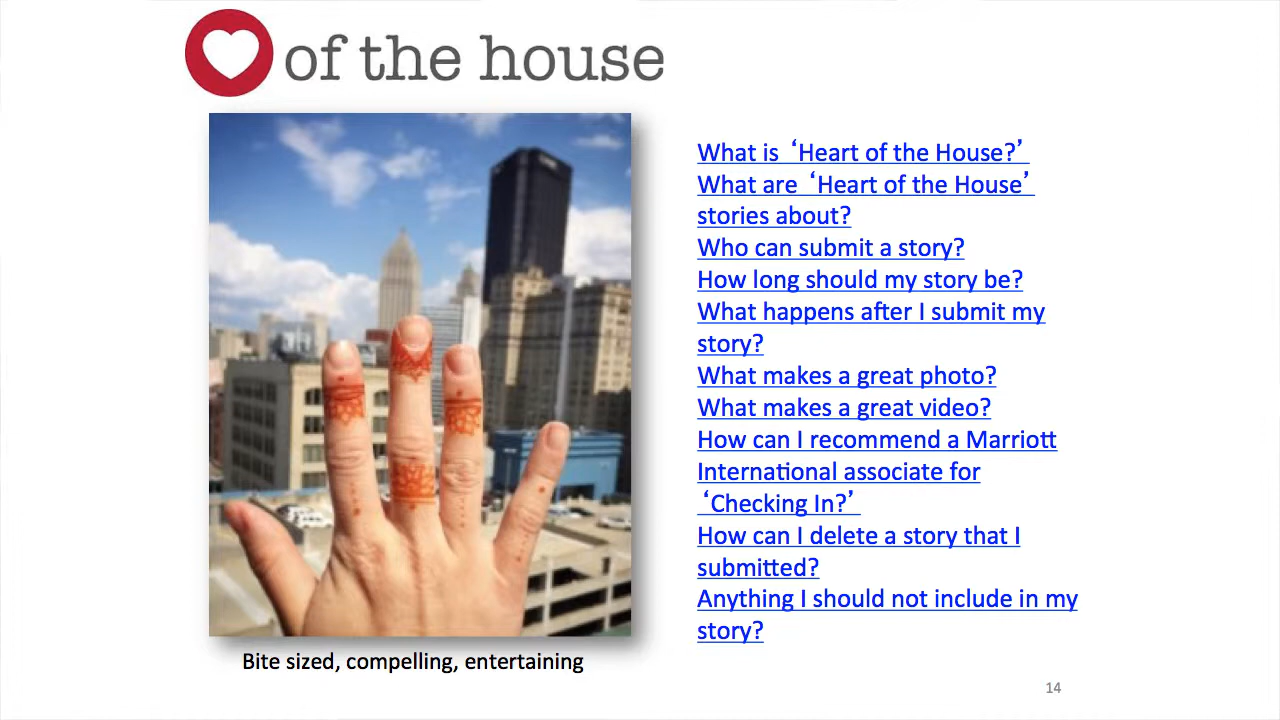 of the house
What is ‘Heart of the House?’
What are ‘Heart of the House’
stories about?
Who can submit a story?
How long should my story be?
What happens after I submit my
story?
What makes a great photo?
What makes a great video?
How can I recommend a Marriott
International associate for
‘Checking In?’
How can I delete a story that I
submitted?
Anything I should not include in my
story?
Bite sized, compelling, entertaining
14